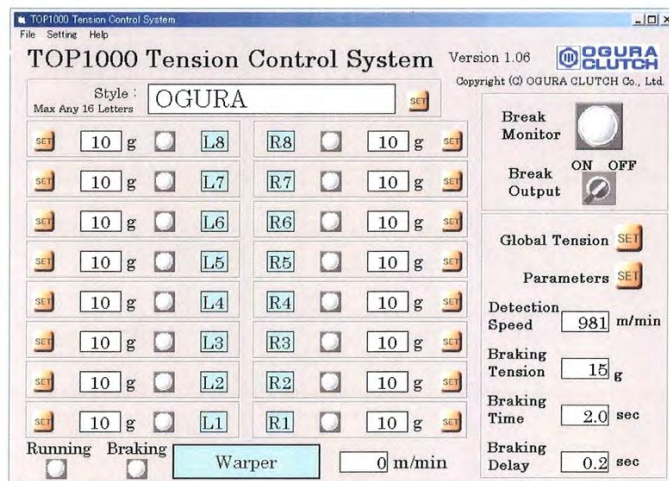 TOP1000 Tension Control System
File Setting Help
TOP1000 Tension Control System Version 1.06 OGURA CLUTCH
Copyright (C) OGURA CLUTCH Co., Ltd.
Style :
Max Any 16 Letters
OGURA
SET
SET 10 g L8 R8 10 g SET
SET 10 g L7 R7 10 g SET
SET 10 g L6 R6 10 g SET
SET 10 g L5 R5 10 g SET
SET 10 g L4 R4 10 g SET
SET 10 g L3 R3 10 g SET
SET 10 g L2 R2 10 g SET
SET 10 g L1 R1 10 g SET
Running Braking
Warper 0 m/min
Break
Monitor
ON OFF
Break
Output
Global Tension SET
Parameters SET
Detection
Speed 981 m/min
Braking
Tension 15 g
Braking
Time 2.0 sec
Braking
Delay 0.2 sec